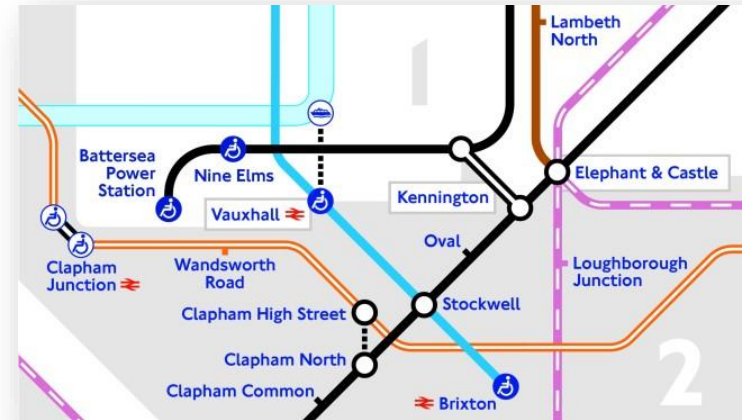 Lambeth
North
1
Battersea
Power
Station
Nine Elms
Elephant & Castle
Kennington
Vauxhall
Oval
Clapham
Junction
Wandsworth
Road
Loughborough
Junction
Stockwell
Clapham High Street
Clapham North
2
Clapham Common
Brixton